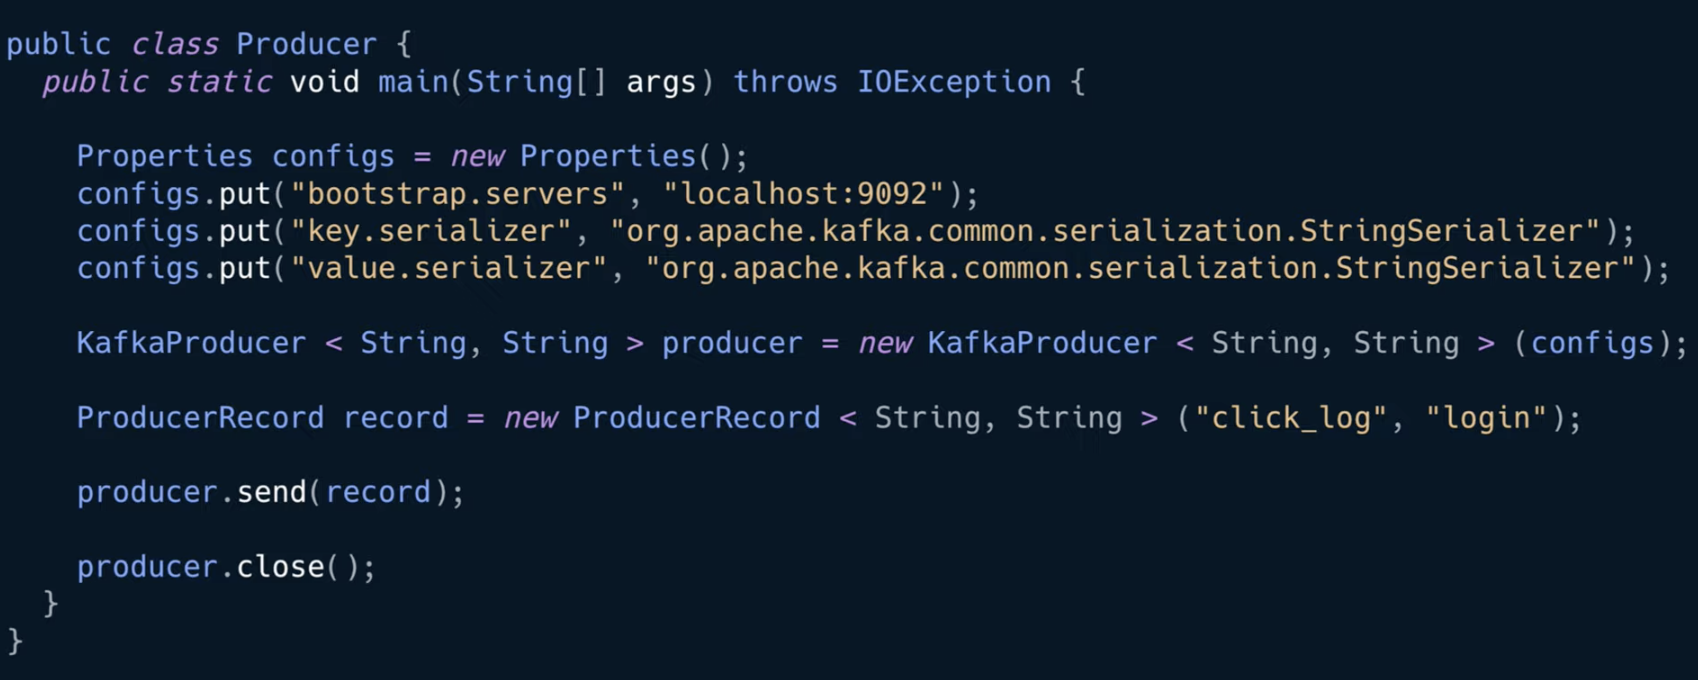 public class Producer {
public static void main(String[] args) throws IOException {
Properties configs = new Properties();
configs.put("bootstrap.servers", "localhost:9092");
configs.put("key.serializer", "org.apache.kafka.common.serialization.StringSerializer");
configs.put("value.serializer", "org.apache.kafka.common.serialization.StringSerializer");
KafkaProducer < String, String > producer = new KafkaProducer < String, String > (configs);
ProducerRecord record = new ProducerRecord < String, String > ("click_log", "login");
producer.send(record);
producer.close();
}
}